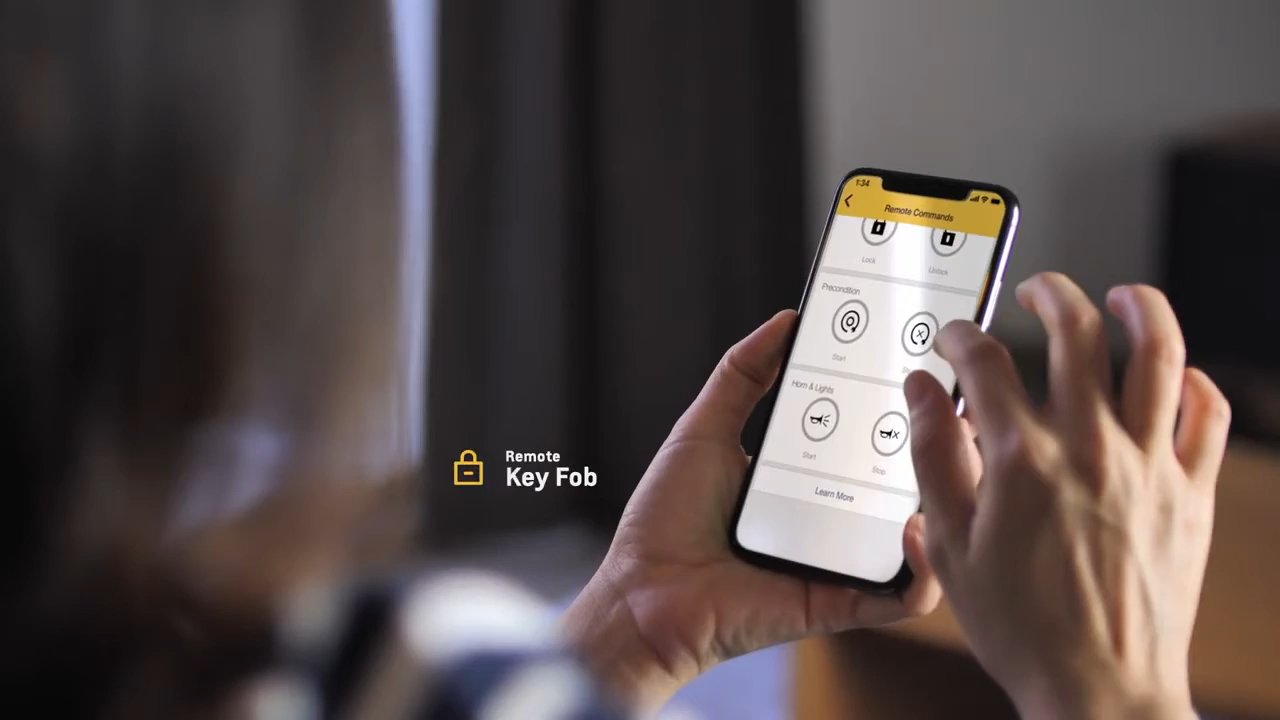 1:34
Remote Commands
Lock
Unlock
Precondition
Start
Horn & Lights
Start
Stop
Learn More
Remote
Key Fob